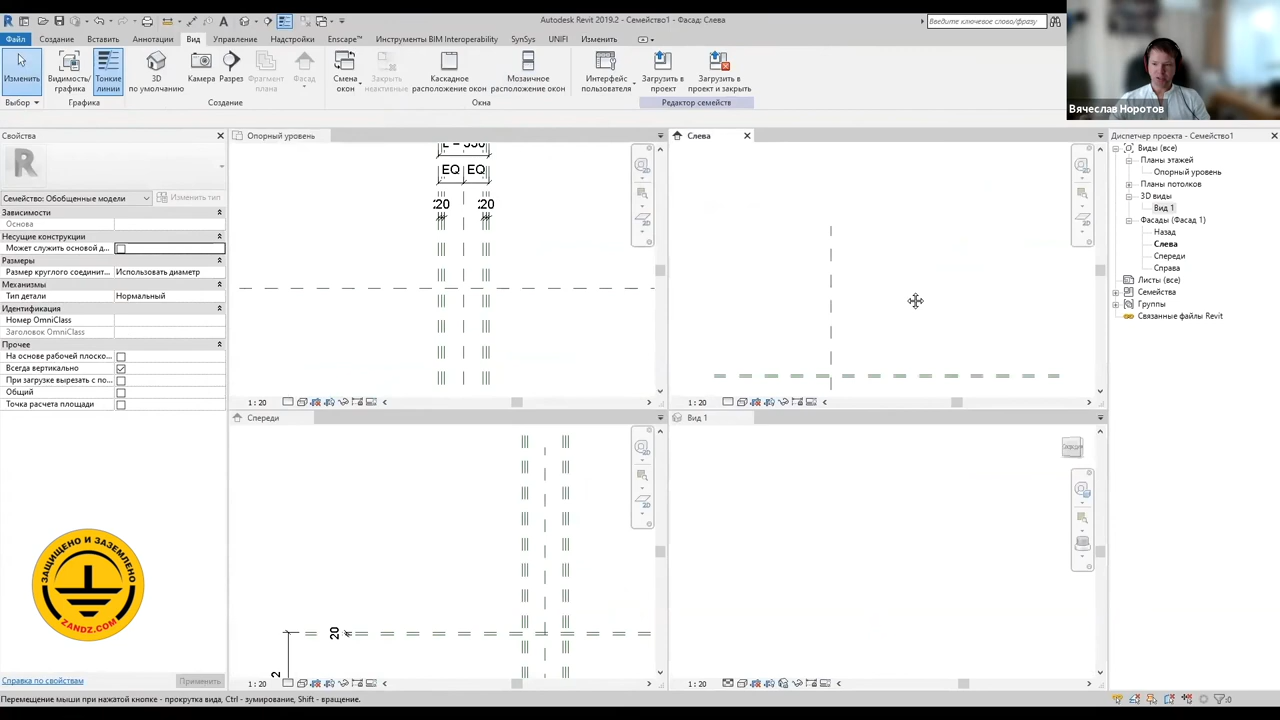 Autodesk Revit 2019.2 - Семейство1 - Фасад: Слева
Введите ключевое слово/фразу
Файл Создание Вставить Аннотации Вид Управление Надстройки Enscape™ Инструменты BIM Interoperability SynSys UNIFI Изменить
Изменить
Видимость/графика
Тонкие линии
3D по умолчанию
Камера
Разрез
Фрагмент плана
Фасад
Смена окон
Закрыть неактивные
Каскадное расположение окон
Мозаичное расположение окон
Интерфейс пользователя
Загрузить в проект
Загрузить в проект и закрыть
Выбор
Графика
Создание
Окна
Редактор семейств
Вячеслав Норотов
Свойства
Семейство: Обобщенные модели
Изменить тип
Зависимости
Основа
Несущие конструкции
Может служить основой д...
Размеры
Размер круглого соединит... Использовать диаметр
Механизмы
Тип детали Нормальный
Идентификация
Номер OmniClass
Заголовок OmniClass
Прочее
На основе рабочей плоско...
Всегда вертикально
При загрузке вырезать с по...
Общий
Точка расчета площади
ЗАЩИЩЕНО И ЗАЗЕМЛЕНО
ZANDZ.COM
Справка по свойствам
Применить
Опорный уровень
EQ EQ
20 20
1 : 20
Слева
2D
1 : 20
Спереди
2D
20
1 : 20
Вид 1
1 : 20
Диспетчер проекта - Семейство1
Виды (все)
Планы этажей
Опорный уровень
Планы потолков
3D виды
Вид 1
Фасады (Фасад 1)
Назад
Слева
Спереди
Справа
Листы (все)
Семейства
Группы
Связанные файлы Revit
Перемещение мыши при нажатой кнопке - прокрутка вида, Ctrl - зумирование, Shift - вращение.
:0